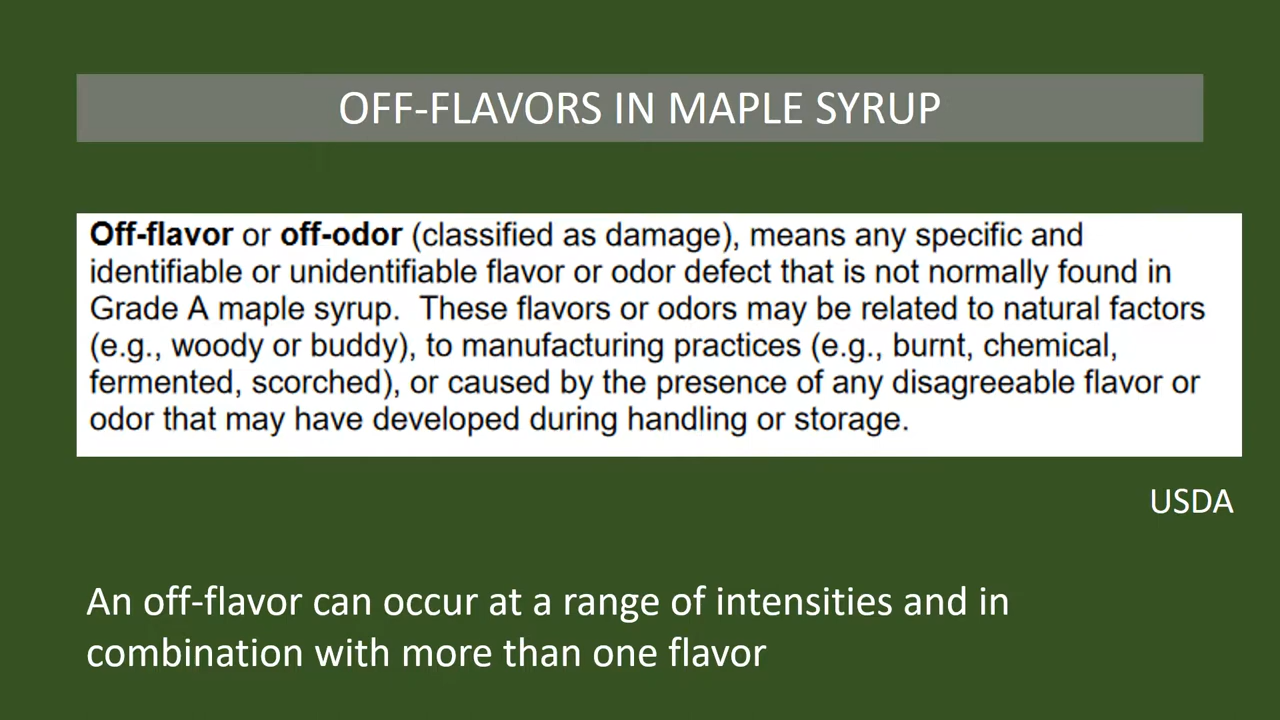 OFF-FLAVORS IN MAPLE SYRUP
Off-flavor or off-odor (classified as damage), means any specific and
identifiable or unidentifiable flavor or odor defect that is not normally found in
Grade A maple syrup.  These flavors or odors may be related to natural factors
(e.g., woody or buddy), to manufacturing practices (e.g., burnt, chemical,
fermented, scorched), or caused by the presence of any disagreeable flavor or
odor that may have developed during handling or storage.
USDA
An off-flavor can occur at a range of intensities and in
combination with more than one flavor